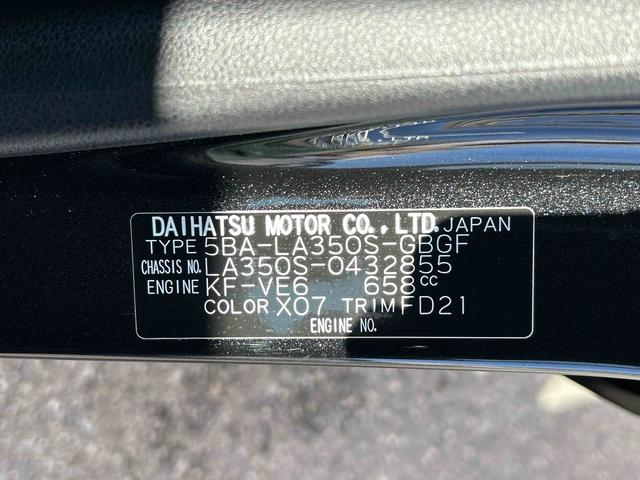 DAIHATSU MOTOR CO., LTD. JAPAN
TYPE 5BA-LA350S-GBGF
CHASSIS NO. LA350S-0432855
ENGINE KF-VE6 658cc
COLOR X07 TRIM FD21
ENGINE NO.